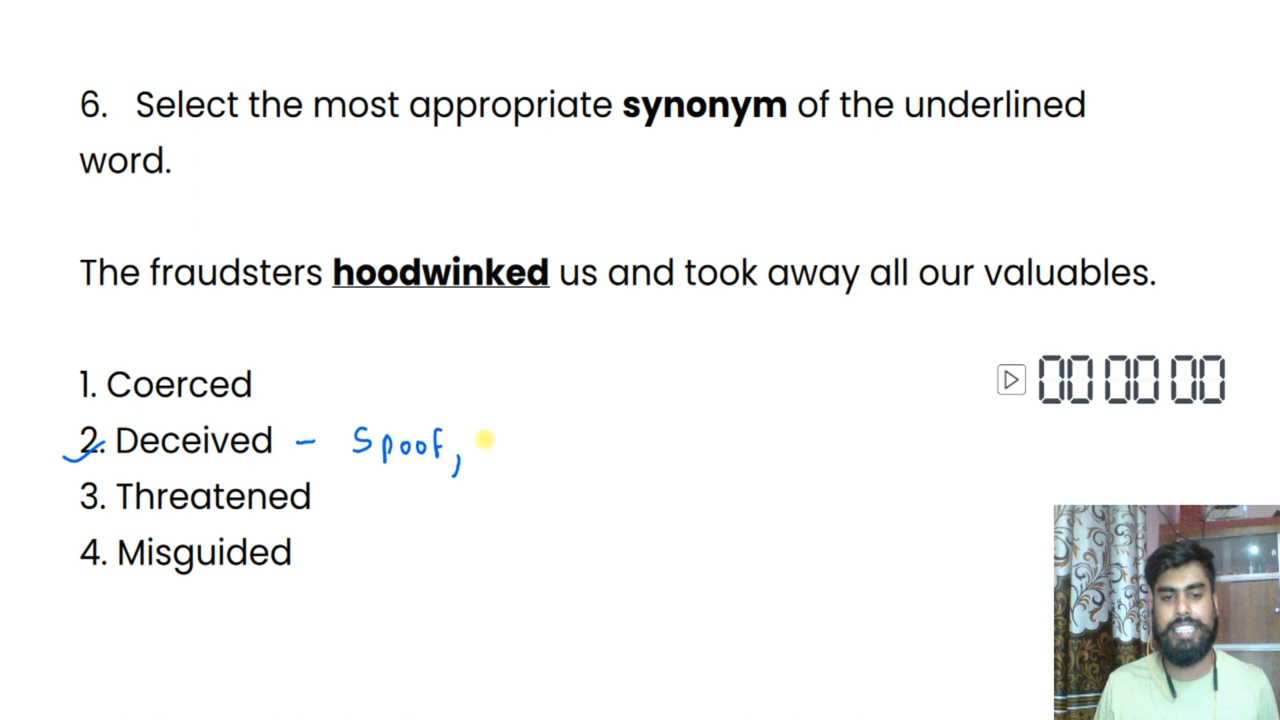 6. Select the most appropriate synonym of the underlined
word.
The fraudsters hoodwinked us and took away all our valuables.
1. Coerced
00 00 00
2. Deceived - Spoof,
3. Threatened
4. Misguided